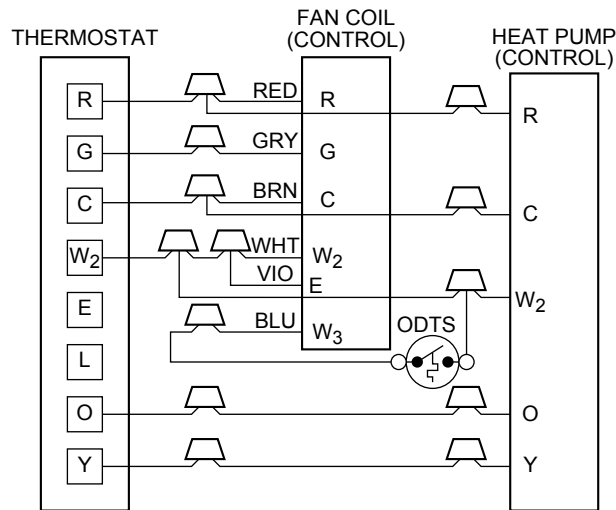 FAN COIL
(CONTROL)
THERMOSTAT
HEAT PUMP
(CONTROL)
R
RED
R
R
G
GRY
G
C
BRN
C
C
W2
WHT
W2
VIO
E
W2
E
BLU
W3
ODTS
L
O
O
Y
Y